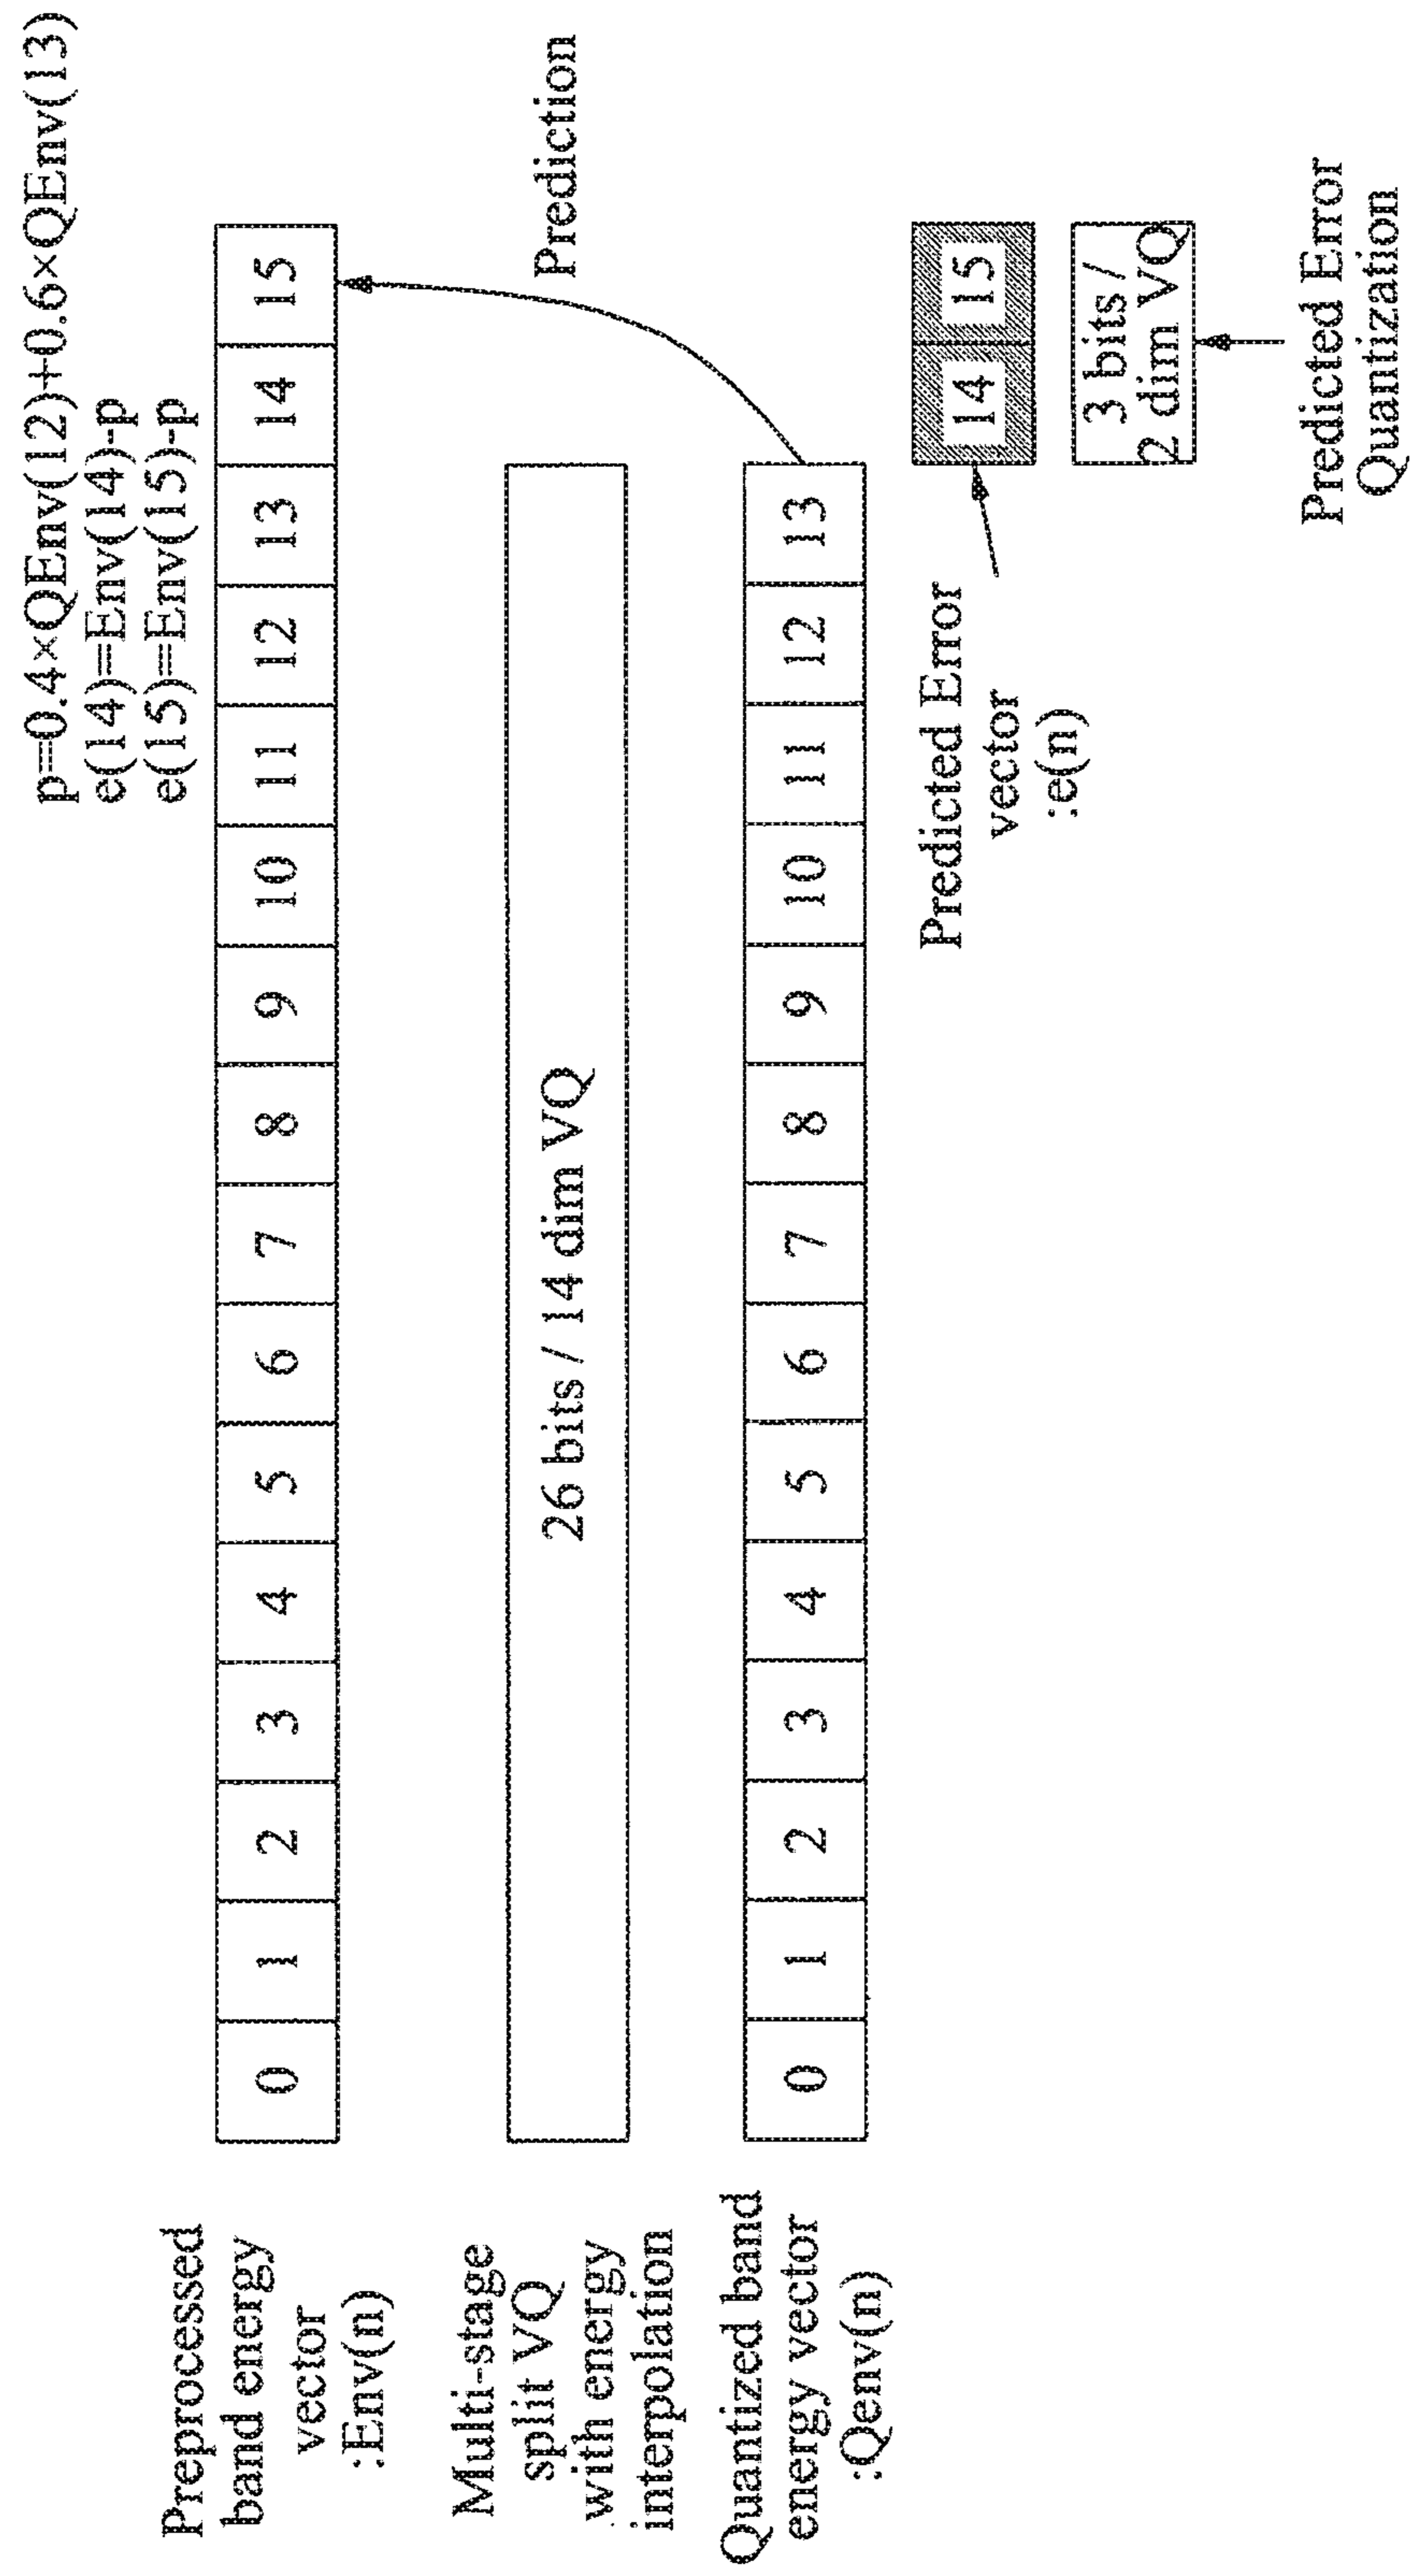 p=0.4×QEnv(12)+0.6×QEnv(13)
e(14)=Env(14)-p
e(15)=Env(15)-p
Preprocessed
band energy
vector
:Env(n)
0 1 2 3 4 5 6 7 8 9 10 11 12 13 14 15
Prediction
Multi-stage
split VQ
with energy
interpolation
26 bits / 14 dim VQ
Quantized band
energy vector
:Qenv(n)
0 1 2 3 4 5 6 7 8 9 10 11 12 13
Predicted Error
vector
:e(n)
14 15
3 bits /
2 dim VQ
Predicted Error
Quantization